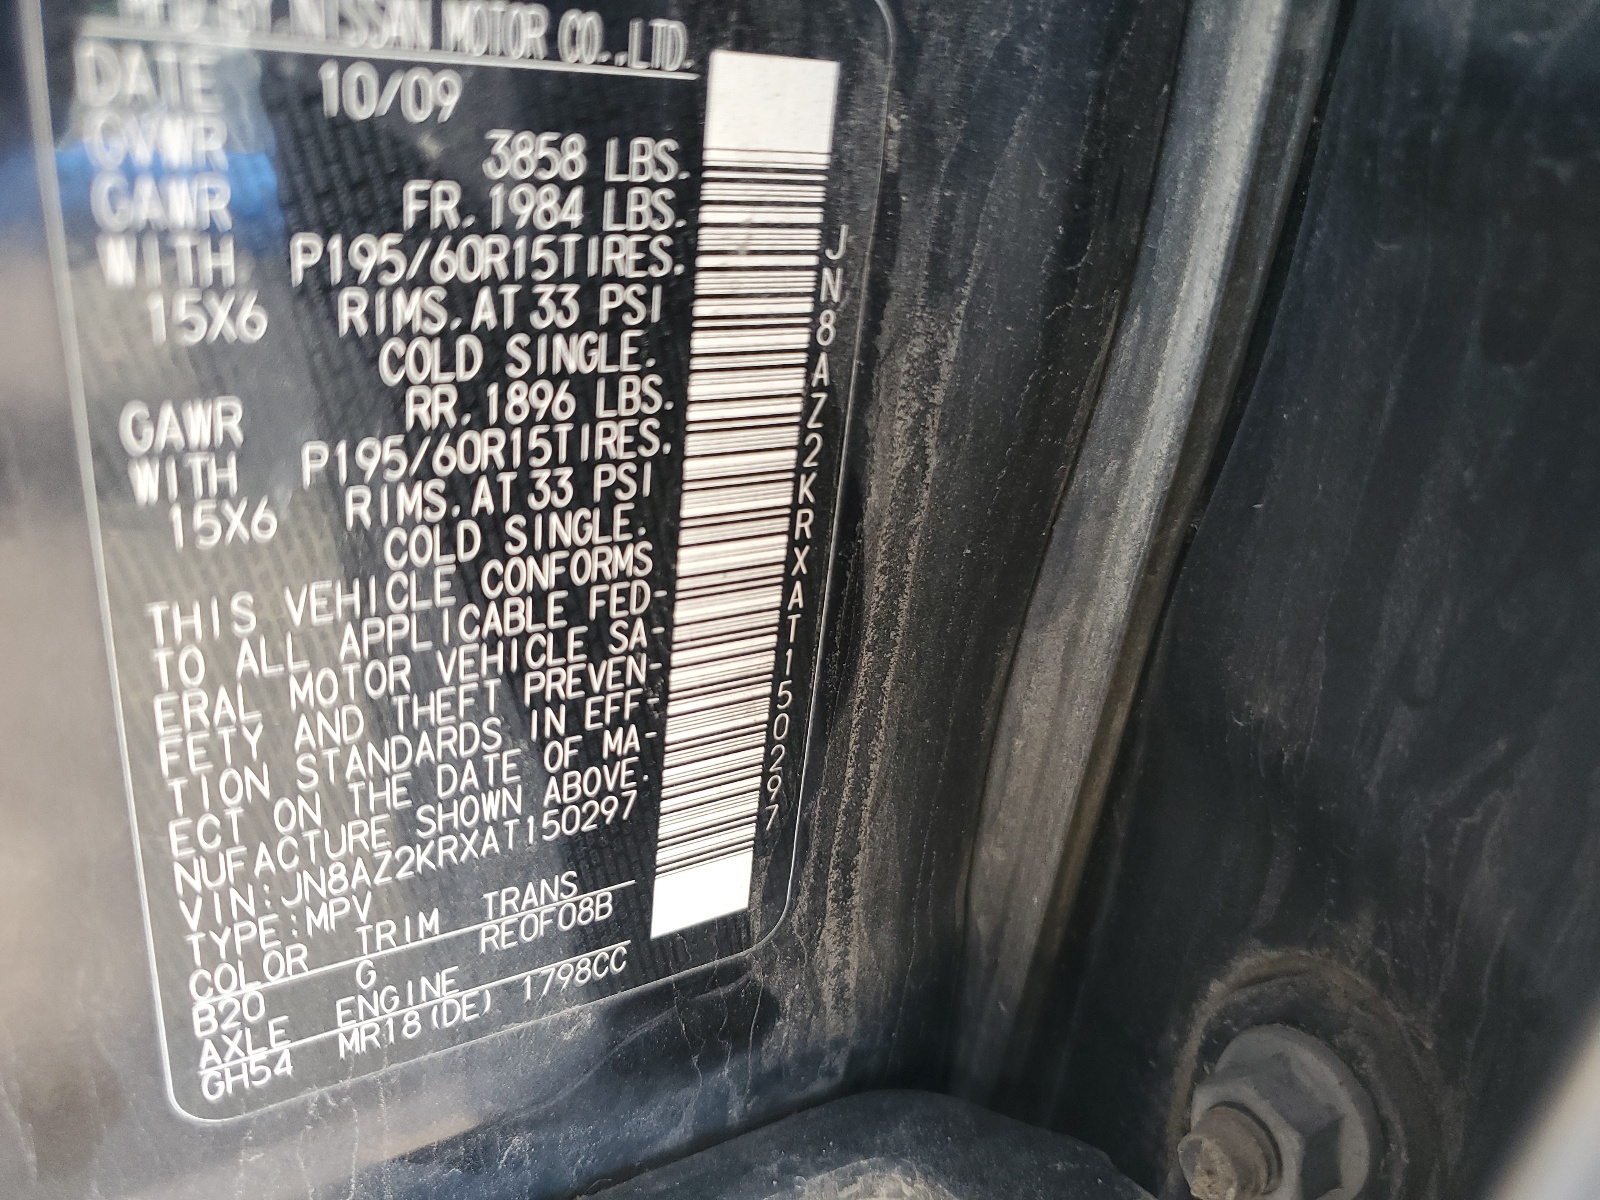 MFD BY NISSAN MOTOR CO.,LTD.
DATE 10/09
GVWR 3858 LBS.
GAWR FR. 1984 LBS.
WITH P195/60R15TIRES.
15X6 RIMS. AT 33 PSI
COLD SINGLE.
GAWR RR. 1896 LBS.
WITH P195/60R15TIRES.
15X6 RIMS. AT 33 PSI
COLD SINGLE.
THIS VEHICLE CONFORMS
TO ALL APPLICABLE FED-
ERAL MOTOR VEHICLE SA-
FETY AND THEFT PREVEN-
TION STANDARDS IN EFF-
ECT ON THE DATE OF MA-
NUFACTURE SHOWN ABOVE.
VIN:JN8AZ2KRXAT150297
TYPE:MPV
COLOR TRIM TRANS
B20 G RE0F08B
AXLE ENGINE
GH54 MR18(DE) 1798CC
JN8AZ2KRXAT150297